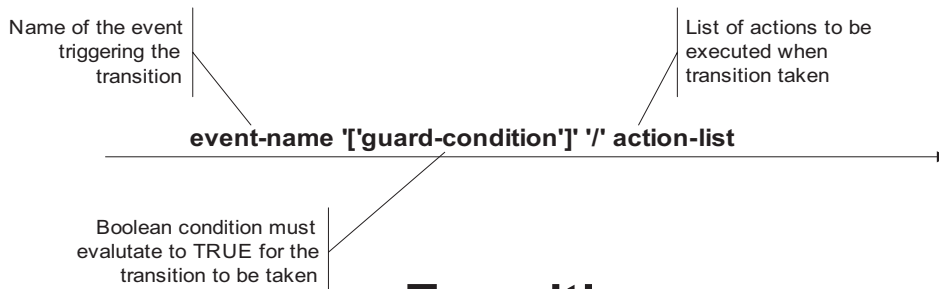 Name of the event
triggering the
transition
List of actions to be
executed when
transition taken
event-name '['guard-condition']' '/' action-list
Boolean condition must
evalutate to TRUE for the
transition to be taken